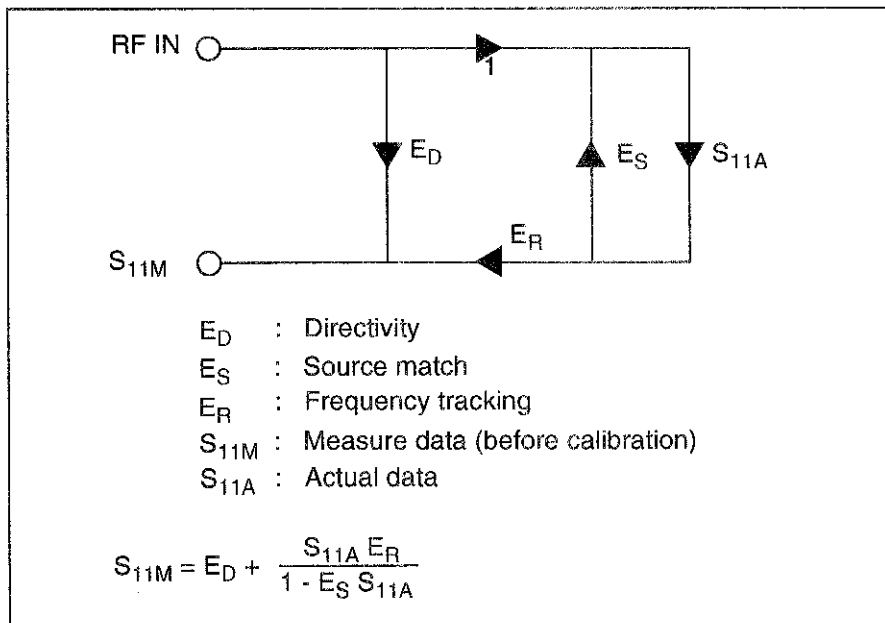 RF IN
1
E_D
E_S
S_11A
E_R
S_11M
E_D : Directivity
E_S : Source match
E_R : Frequency tracking
S_11M : Measure data (before calibration)
S_11A : Actual data
S_11M = E_D + S_11A E_R / 1 - E_S S_11A